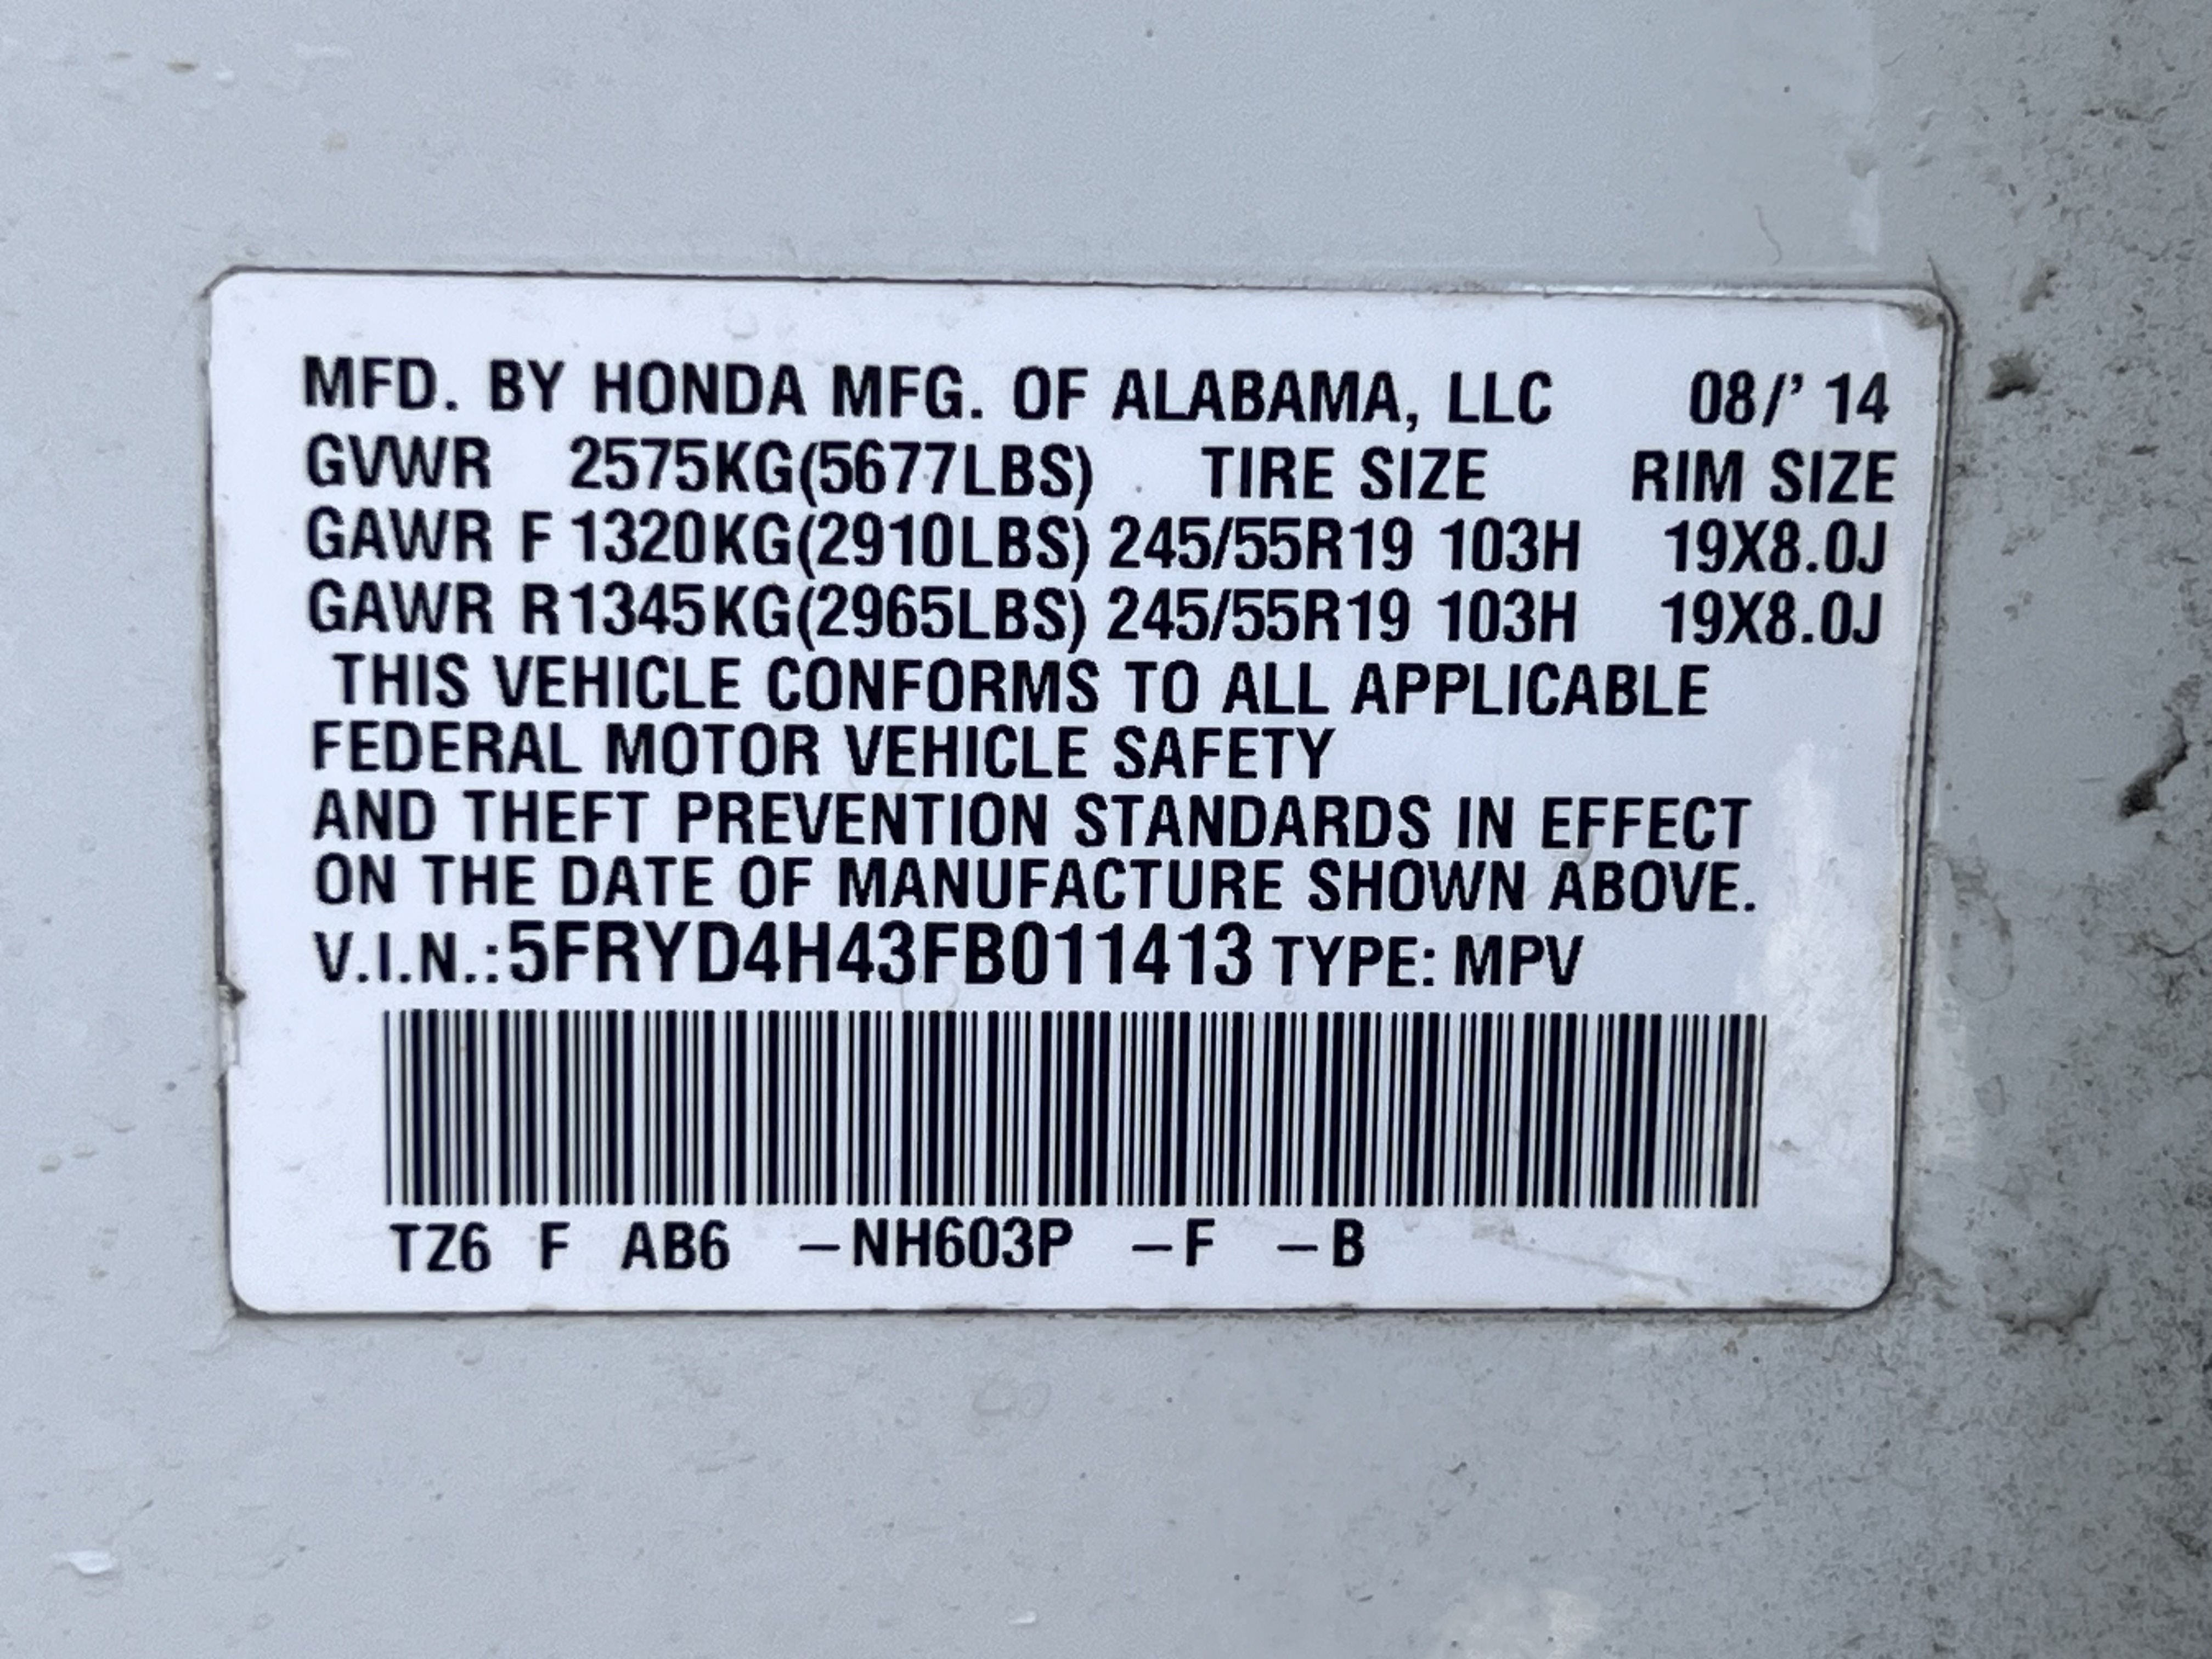 MFD. BY HONDA MFG. OF ALABAMA, LLC 08/' 14
GVWR 2575KG(5677LBS) TIRE SIZE RIM SIZE
GAWR F 1320KG(2910LBS) 245/55R19 103H 19X8.0J
GAWR R 1345KG(2965LBS) 245/55R19 103H 19X8.0J
THIS VEHICLE CONFORMS TO ALL APPLICABLE
FEDERAL MOTOR VEHICLE SAFETY
AND THEFT PREVENTION STANDARDS IN EFFECT
ON THE DATE OF MANUFACTURE SHOWN ABOVE.
V.I.N.:5FRYD4H43FB011413 TYPE: MPV
TZ6 F AB6 –NH603P –F –B